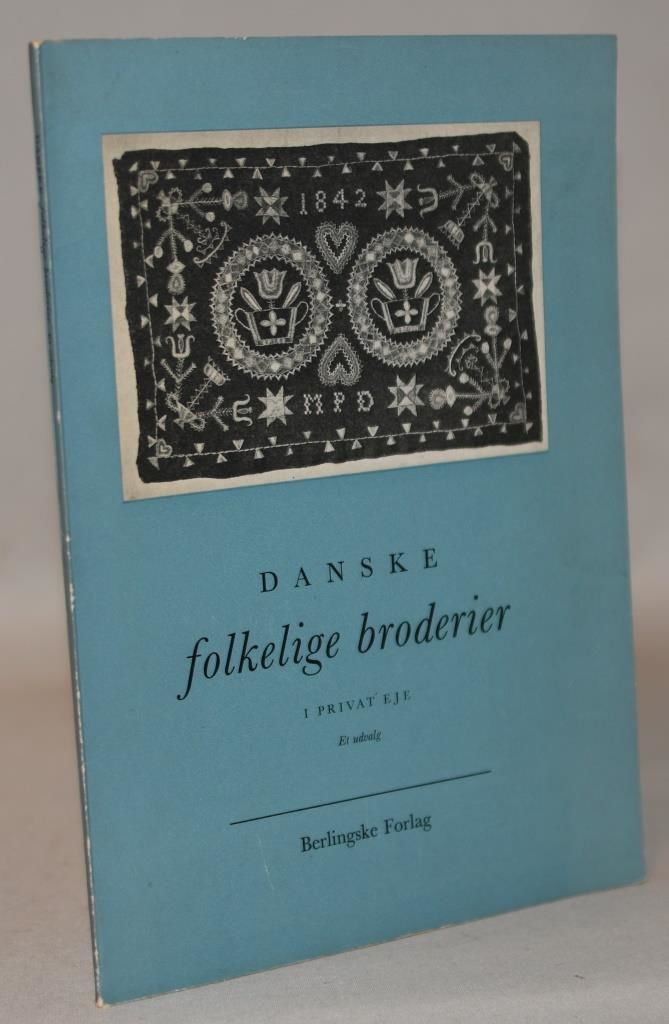 1842
MPD
DANSKE
folkelige broderier
I PRIVAT EJE
Et udvalg
Berlingske Forlag